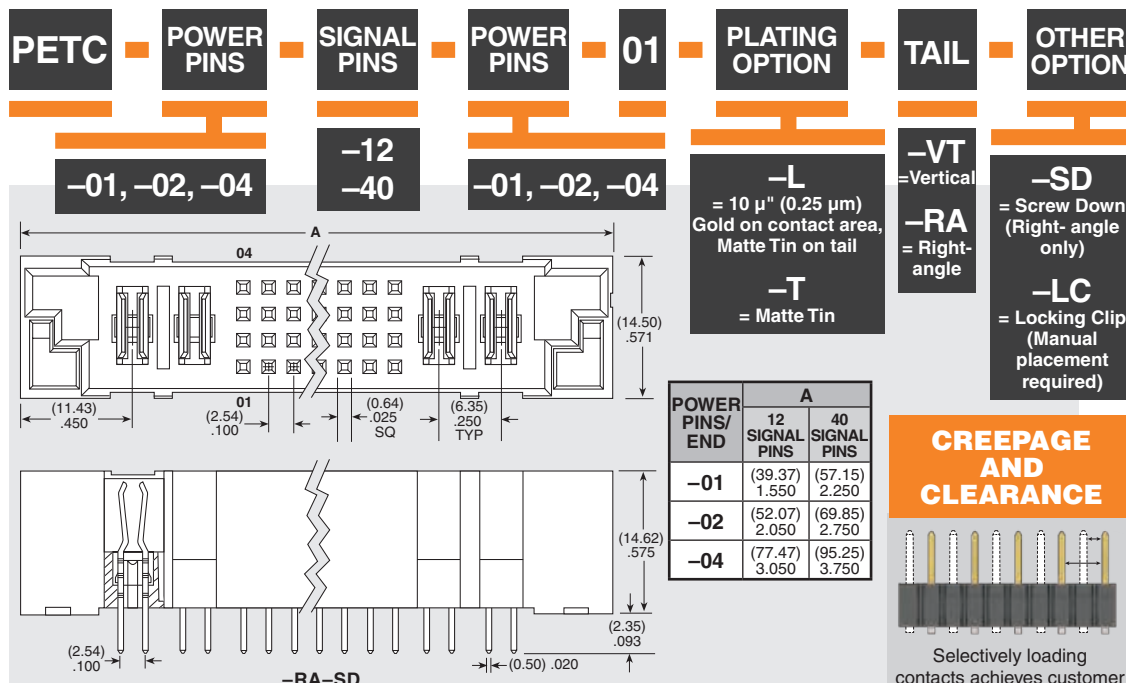 PETC
POWER
PINS
SIGNAL
PINS
POWER
PINS
01
PLATING
OPTION
TAIL
OTHER
OPTION
–01, –02, –04
–12
–40
–01, –02, –04
–L
= 10 µ" (0.25 µm)
Gold on contact area,
Matte Tin on tail
–T
= Matte Tin
–VT
=Vertical
–RA
= Right-
angle
–SD
= Screw Down
(Right- angle
only)
–LC
= Locking Clip
(Manual
placement
required)
A
04
(14.50)
.571
01
(11.43)
.450
(2.54)
.100
(0.64)
.025
SQ
(6.35)
.250
TYP
POWER
PINS/
END
A
12
SIGNAL
PINS
40
SIGNAL
PINS
–01
(39.37)
1.550
(57.15)
2.250
–02
(52.07)
2.050
(69.85)
2.750
–04
(77.47)
3.050
(95.25)
3.750
(14.62)
.575
(2.35)
.093
(2.54)
.100
(0.50) .020
–RA–SD
CREEPAGE
AND
CLEARANCE
Selectively loading
contacts achieves customer